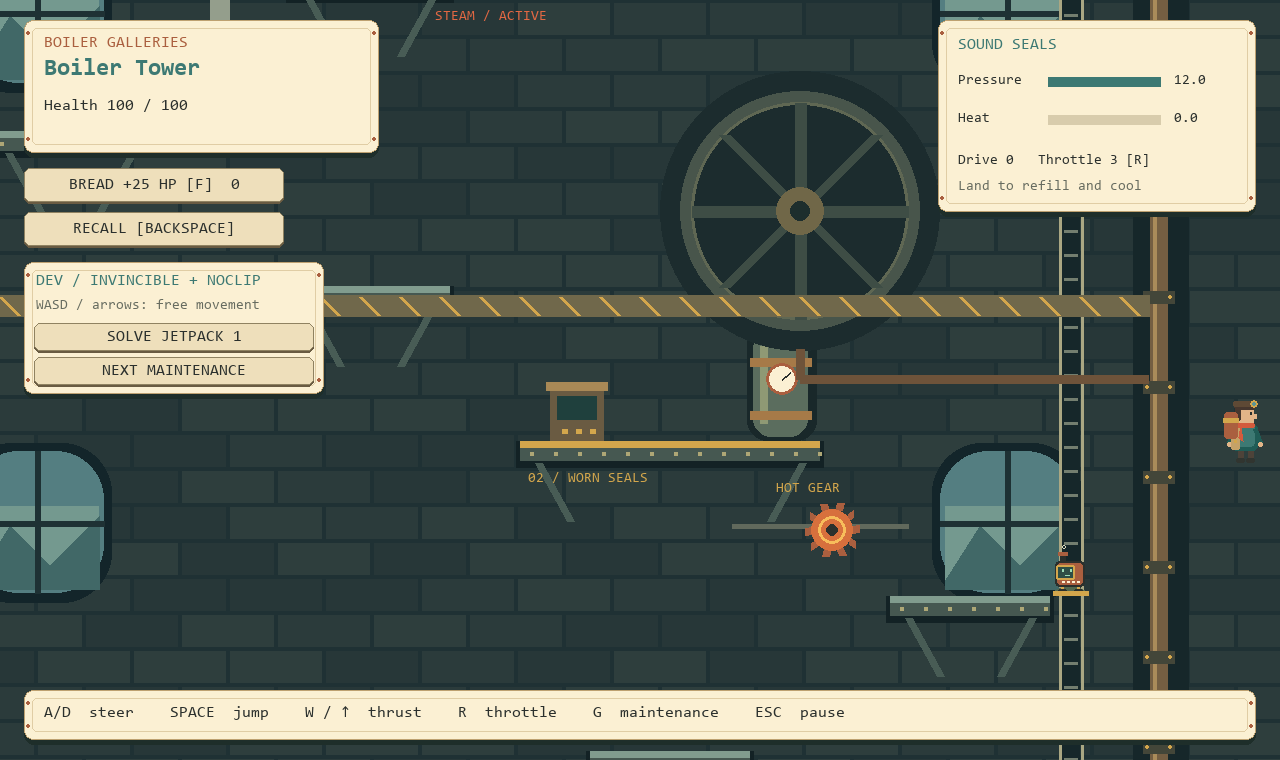 STEAM / ACTIVE
BOILER GALLERIES
Boiler Tower
Health 100 / 100
BREAD +25 HP [F]  0
RECALL [BACKSPACE]
DEV / INVINCIBLE + NOCLIP
WASD / arrows: free movement
SOLVE JETPACK 1
NEXT MAINTENANCE
SOUND SEALS
Pressure 12.0
Heat 0.0
Drive 0   Throttle 3 [R]
Land to refill and cool
02 / WORN SEALS
HOT GEAR
A/D  steer    SPACE  jump    W / ↑  thrust    R  throttle    G  maintenance    ESC  pause